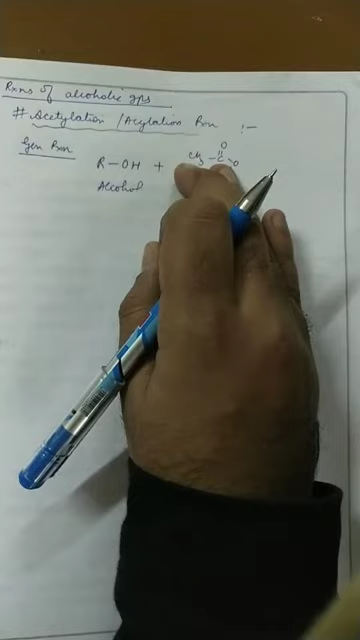 Rxns of alcoholic gps
# Acetylation / Acylation Rxn :-
Gen Rxn
R-OH + CH3-C-O
O
Alcohol